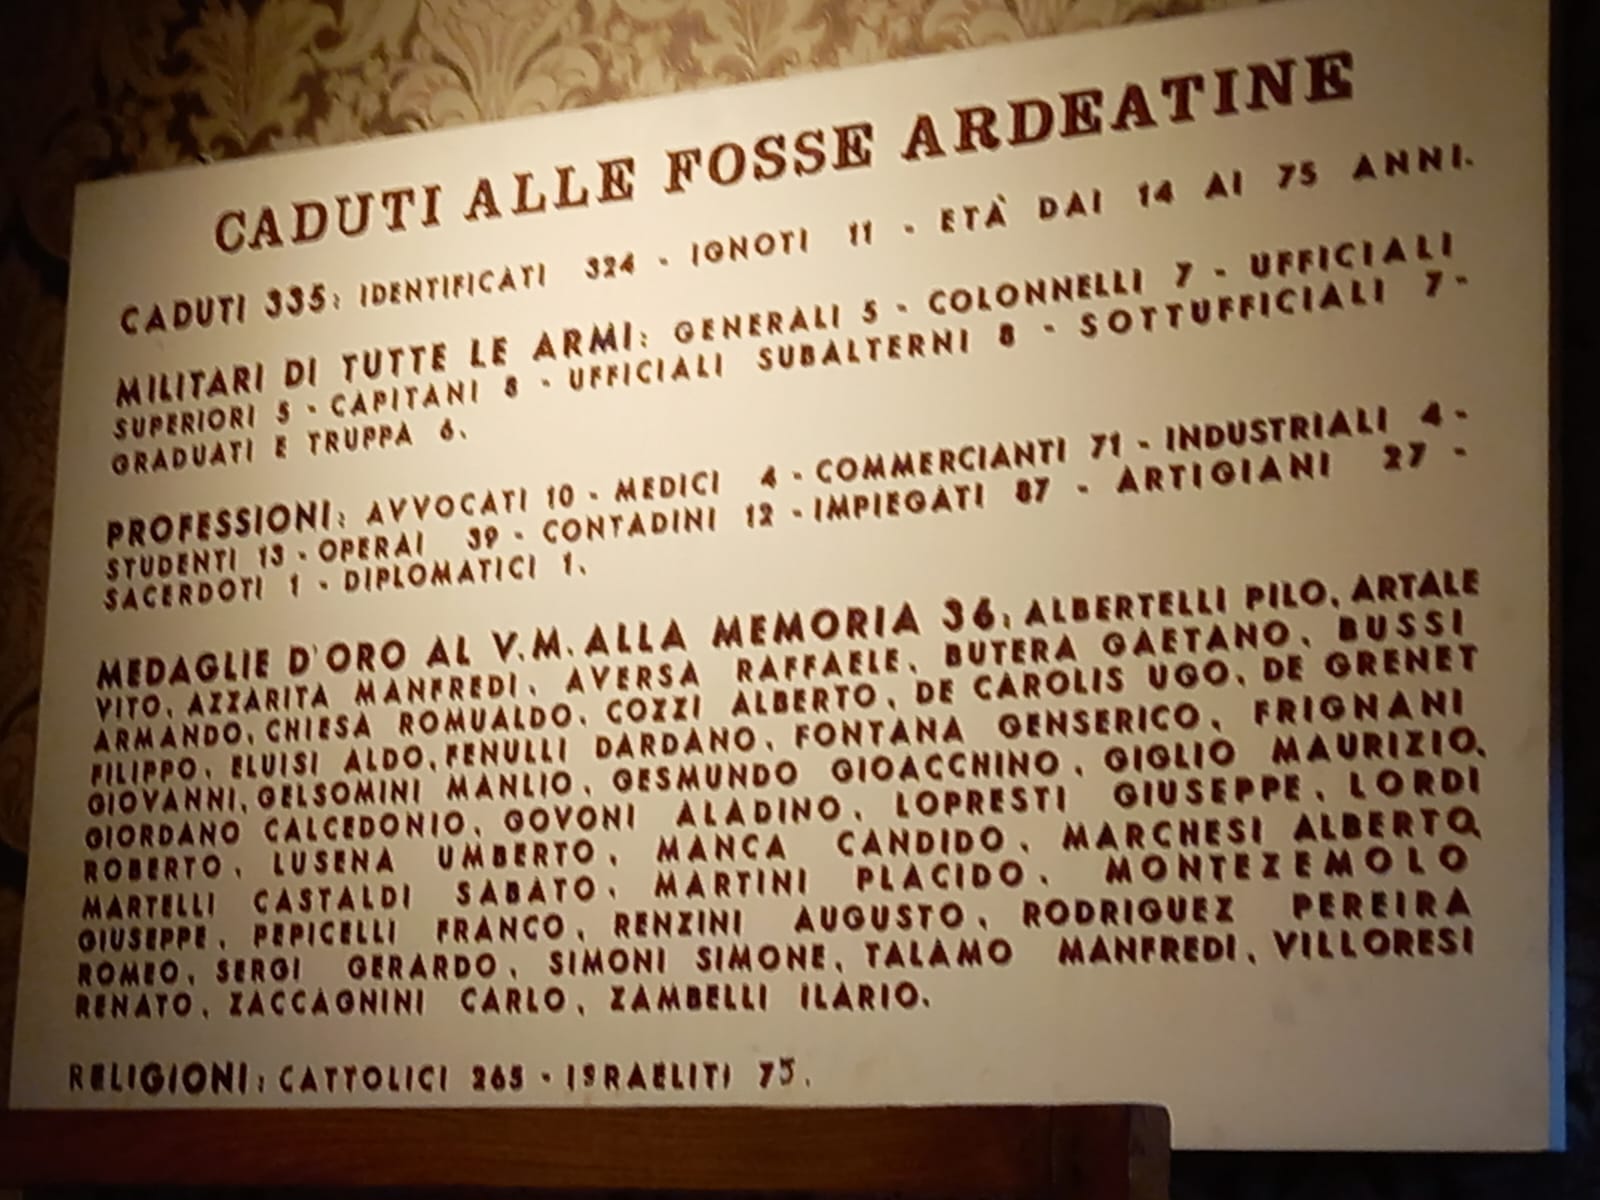 CADUTI ALLE FOSSE ARDEATINE
CADUTI 335: IDENTIFICATI 324 - IGNOTI 11 - ETÀ DAI 14 AI 75 ANNI.
MILITARI DI TUTTE LE ARMI: GENERALI 5 - COLONNELLI 7 - UFFICIALI
SUPERIORI 5 - CAPITANI 8 - UFFICIALI SUBALTERNI 8 - SOTTUFFICIALI 7 -
GRADUATI E TRUPPA 6.
PROFESSIONI: AVVOCATI 10 - MEDICI 4 - COMMERCIANTI 71 - INDUSTRIALI 4 -
STUDENTI 13 - OPERAI 39 - CONTADINI 12 - IMPIEGATI 87 - ARTIGIANI 27 -
SACERDOTI 1 - DIPLOMATICI 1.
MEDAGLIE D'ORO AL V.M. ALLA MEMORIA 36: ALBERTELLI PILO, ARTALE
VITO, AZZARITA MANFREDI, AVERSA RAFFAELE, BUTERA GAETANO, BUSSI
ARMANDO, CHIESA ROMUALDO, COZZI ALBERTO, DE CAROLIS UGO, DE GRENET
FILIPPO, ELUISI ALDO, FENULLI DARDANO, FONTANA GENSERICO, FRIGNANI
GIOVANNI, GELSOMINI MANLIO, GESMUNDO GIOACCHINO, GIGLIO MAURIZIO,
GIORDANO CALCEDONIO, GOVONI ALADINO, LOPRESTI GIUSEPPE, LORDI
ROBERTO, LUSENA UMBERTO, MANCA CANDIDO, MARCHESI ALBERTO,
MARTELLI CASTALDI SABATO, MARTINI PLACIDO, MONTEZEMOLO
GIUSEPPE, PEPICELLI FRANCO, RENZINI AUGUSTO, RODRIGUEZ PEREIRA
ROMEO, SERGI GERARDO, SIMONI SIMONE, TALAMO MANFREDI, VILLORESI
RENATO, ZACCAGNINI CARLO, ZAMBELLI ILARIO.
RELIGIONI: CATTOLICI 265 - ISRAELITI 75.